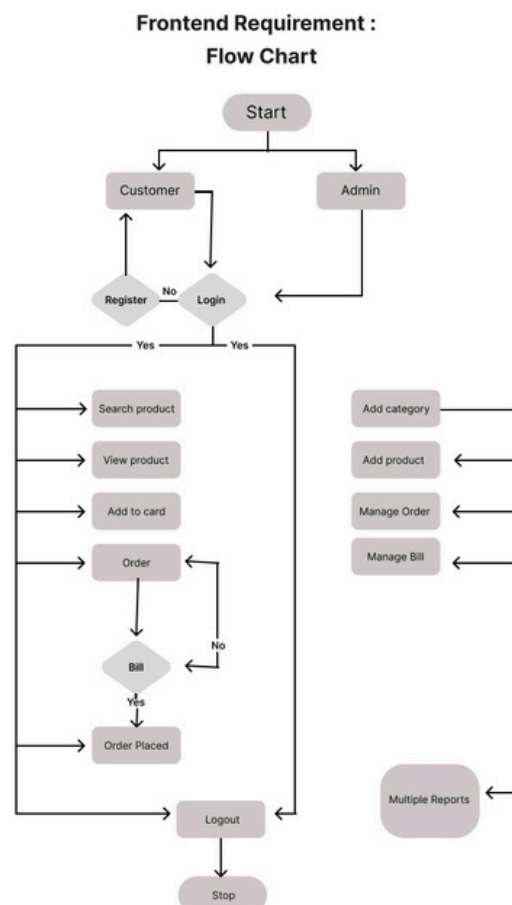 Frontend Requirement :
Flow Chart
Start
Customer
Admin
Register
No
Login
Yes
Yes
Search product
Add category
View product
Add product
Add to card
Manage Order
Order
Manage Bill
No
Bill
Yes
Order Placed
Multiple Reports
Logout
Stop